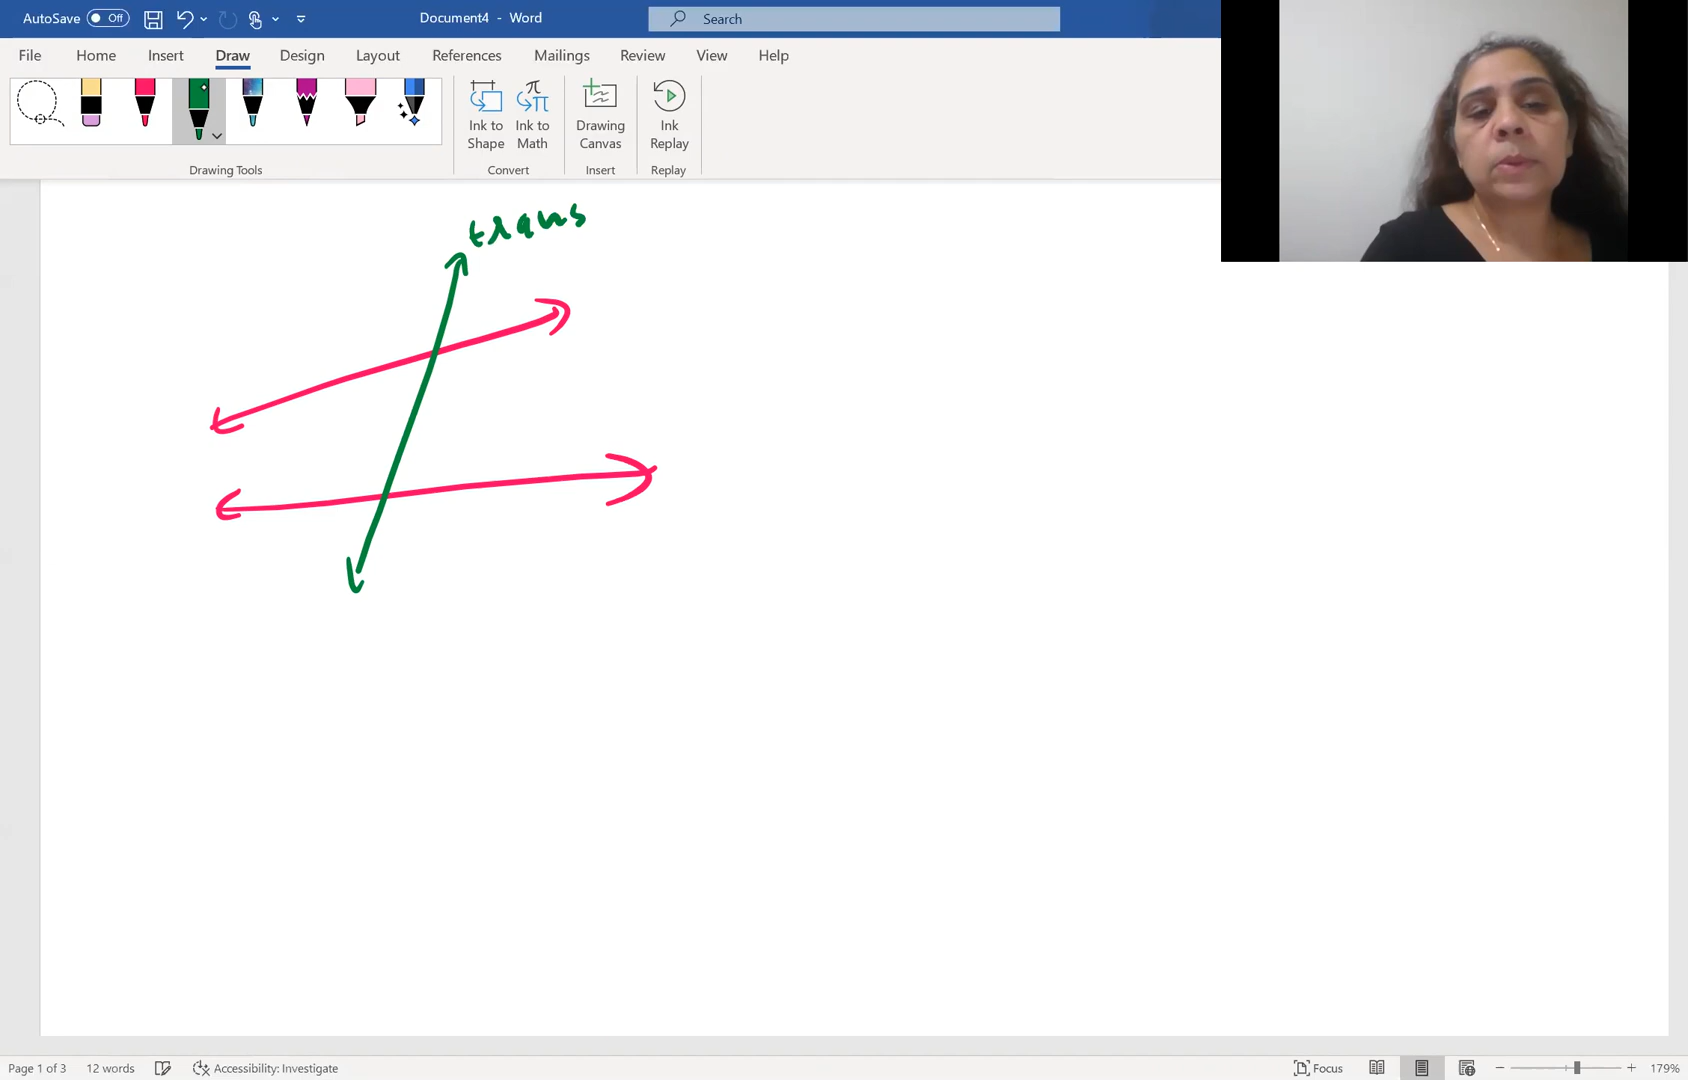 AutoSave Off
Document4 - Word
Search
File Home Insert Draw Design Layout References Mailings Review View Help
Ink to Shape
Ink to Math
Drawing Canvas
Ink Replay
Drawing Tools
Convert
Insert
Replay
trans
Page 1 of 3
12 words
Accessibility: Investigate
Focus
179%